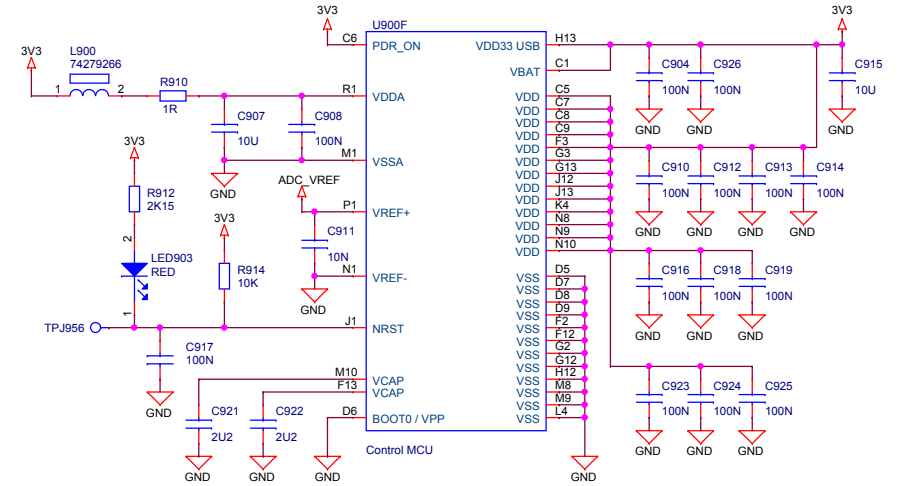 3V3
U900F
3V3
C6
PDR_ON
VDD33 USB
H13
3V3
L900
74279266
1
2
R910
1R
R1
VDDA
C907
10U
C908
100N
M1
VSSA
GND
VBAT
C1
C904
100N
GND
C926
100N
GND
C915
10U
GND
VDD
C5
VDD
C7
VDD
C8
VDD
C9
VDD
F3
VDD
G3
VDD
G13
VDD
J12
VDD
J13
VDD
K4
VDD
N8
VDD
N9
VDD
N10
C910
100N
GND
C912
100N
GND
C913
100N
GND
C914
100N
GND
3V3
R912
2K15
2
LED903
RED
1
ADC_VREF
P1
VREF+
C911
10N
N1
VREF-
GND
3V3
R914
10K
TPJ956
J1
NRST
C917
100N
GND
C916
100N
GND
C918
100N
GND
C919
100N
GND
VSS
D5
VSS
D7
VSS
D8
VSS
D9
VSS
F2
VSS
F12
VSS
G2
VSS
G12
VSS
H12
VSS
M8
VSS
M9
VSS
L4
GND
M10
VCAP
F13
VCAP
C921
2U2
GND
C922
2U2
GND
D6
BOOT0 / VPP
GND
Control MCU
C923
100N
GND
C924
100N
GND
C925
100N
GND